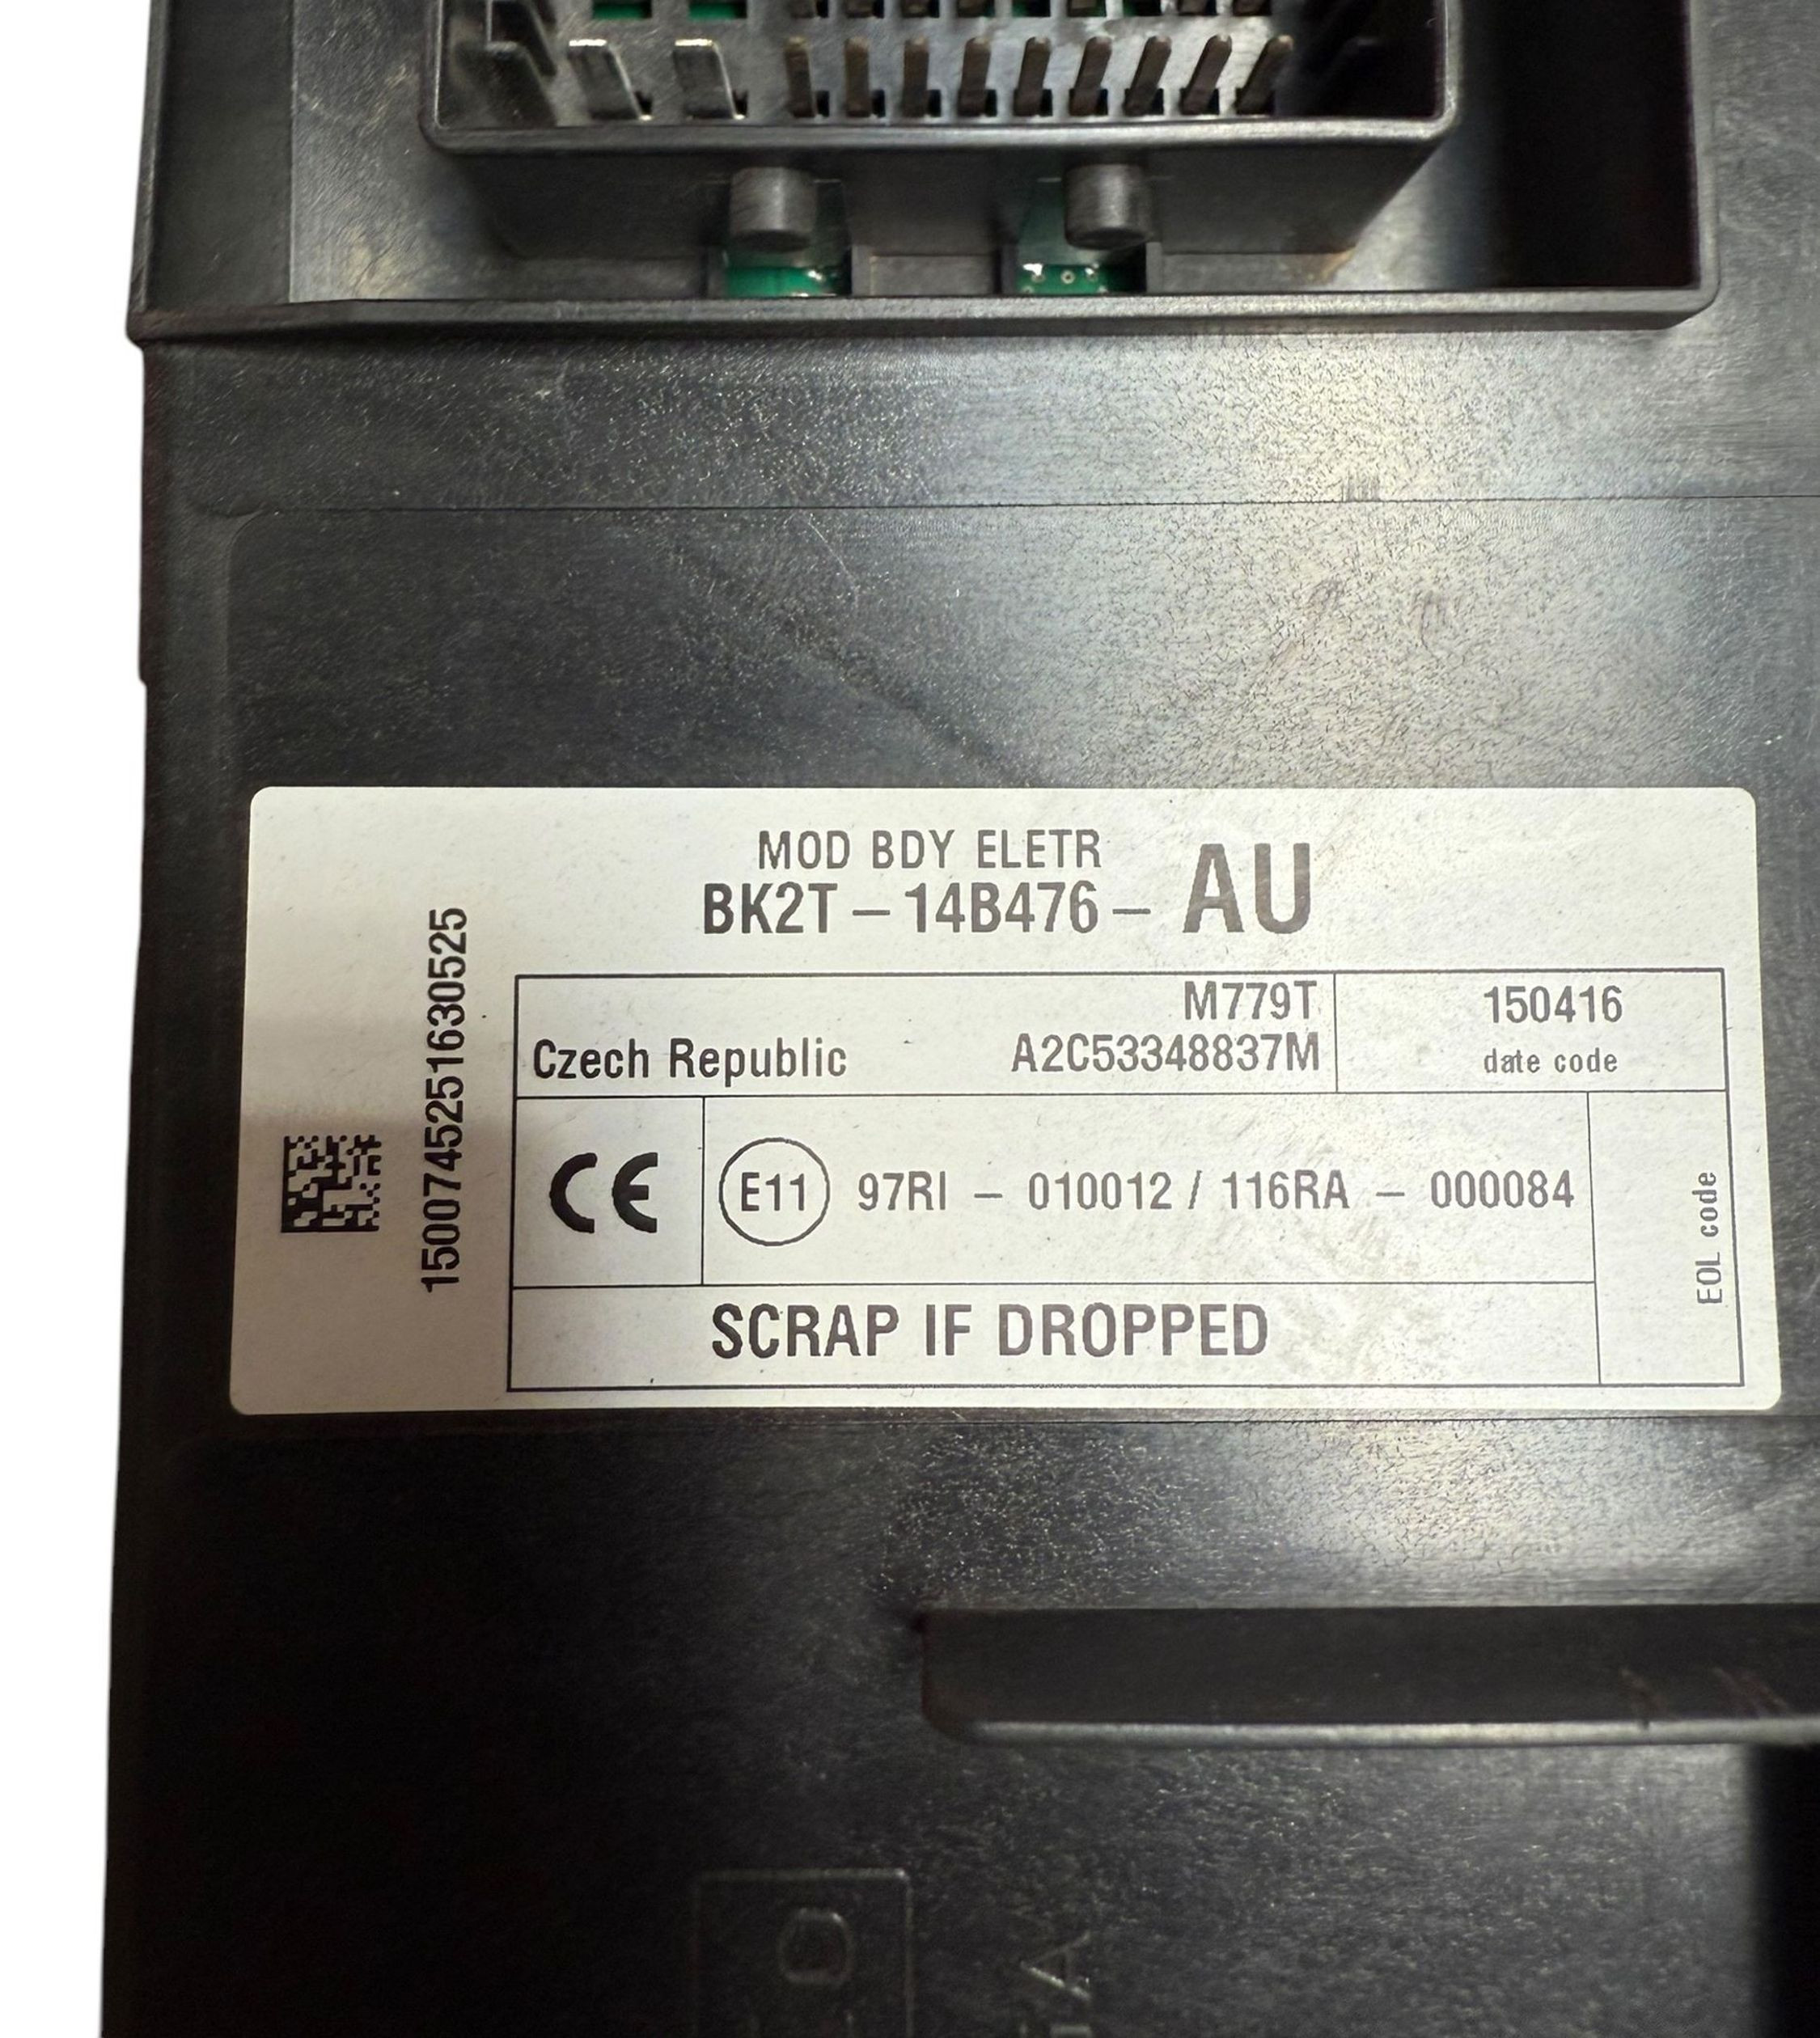 MOD BDY ELETR
BK2T – 14B476 – AU
M779T
Czech Republic A2C53348837M
150416
date code
CE
E11 97RI – 010012 / 116RA – 000084
EOL code
SCRAP IF DROPPED
1500745251630525